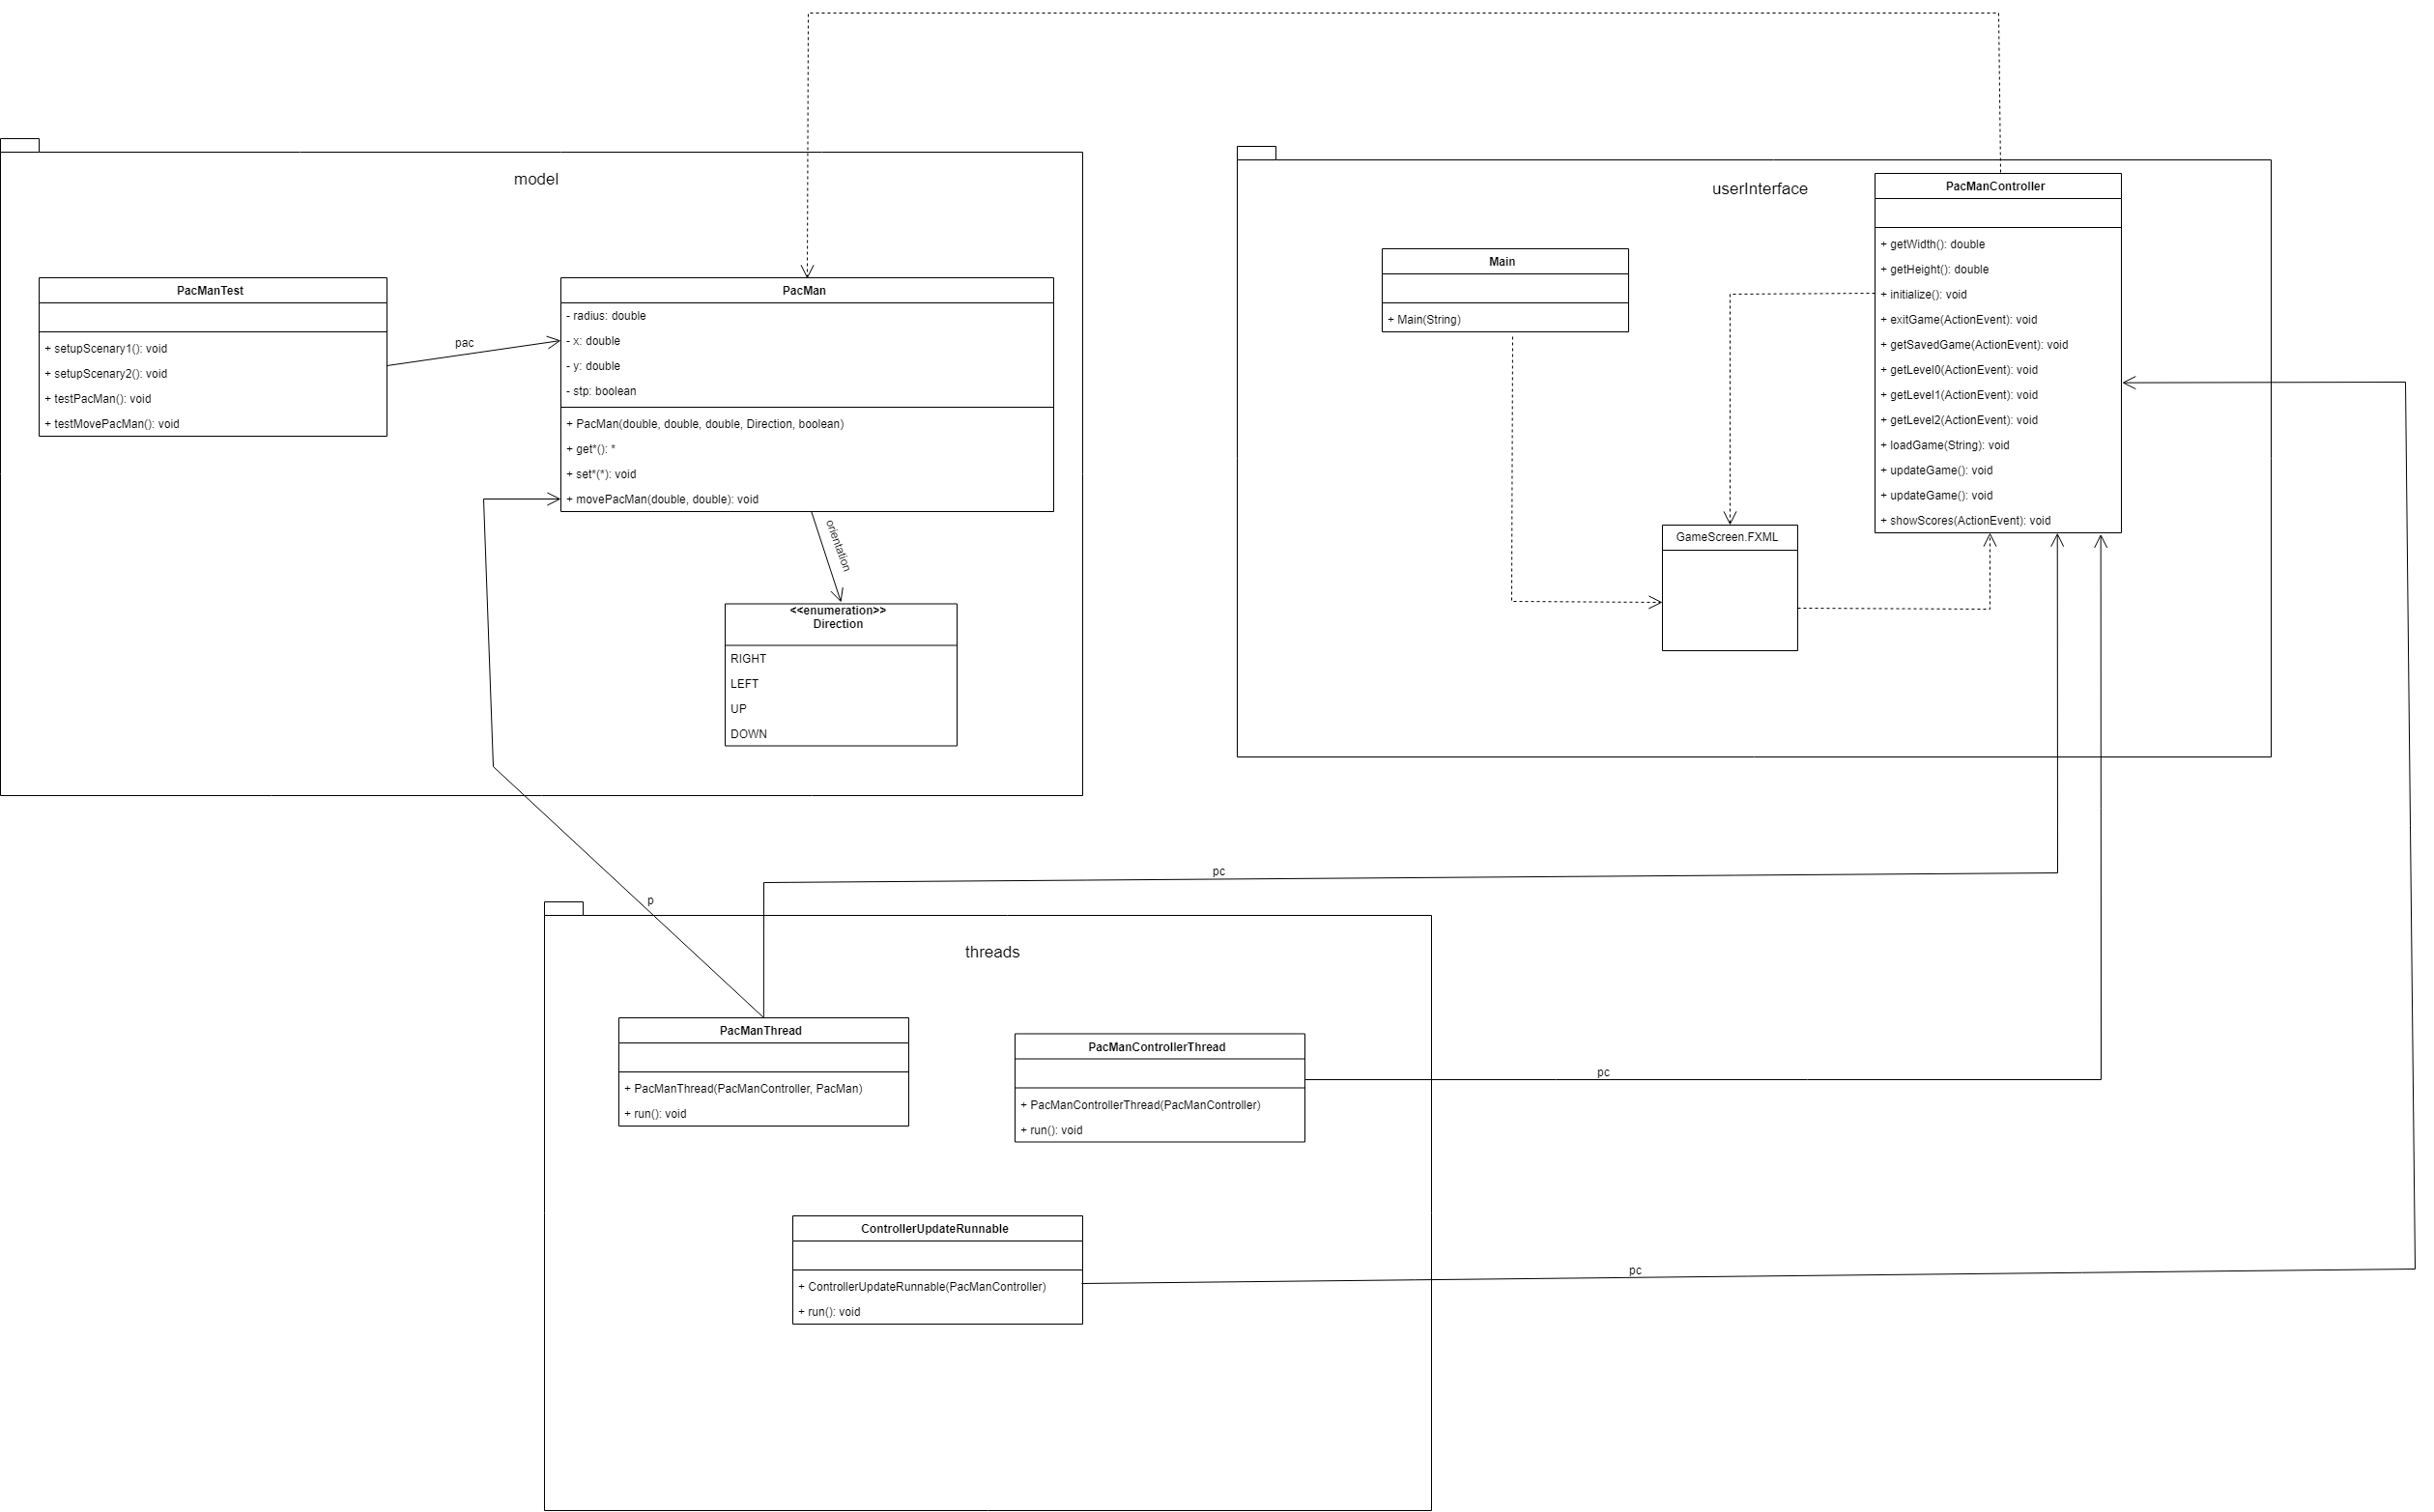 model
PacManTest
+ setupScenary1(): void
+ setupScenary2(): void
+ testPacMan(): void
+ testMovePacMan(): void
pac
PacMan
- radius: double
- x: double
- y: double
- stp: boolean
+ PacMan(double, double, double, Direction, boolean)
+ get*(): *
+ set*(*): void
+ movePacMan(double, double): void
orientation
<<enumeration>>
Direction
RIGHT
LEFT
UP
DOWN
userInterface
Main
+ Main(String)
PacManController
+ getWidth(): double
+ getHeight(): double
+ initialize(): void
+ exitGame(ActionEvent): void
+ getSavedGame(ActionEvent): void
+ getLevel0(ActionEvent): void
+ getLevel1(ActionEvent): void
+ getLevel2(ActionEvent): void
+ loadGame(String): void
+ updateGame(): void
+ updateGame(): void
+ showScores(ActionEvent): void
GameScreen.FXML
pc
p
threads
PacManThread
+ PacManThread(PacManController, PacMan)
+ run(): void
PacManControllerThread
+ PacManControllerThread(PacManController)
+ run(): void
pc
ControllerUpdateRunnable
+ ControllerUpdateRunnable(PacManController)
+ run(): void
pc